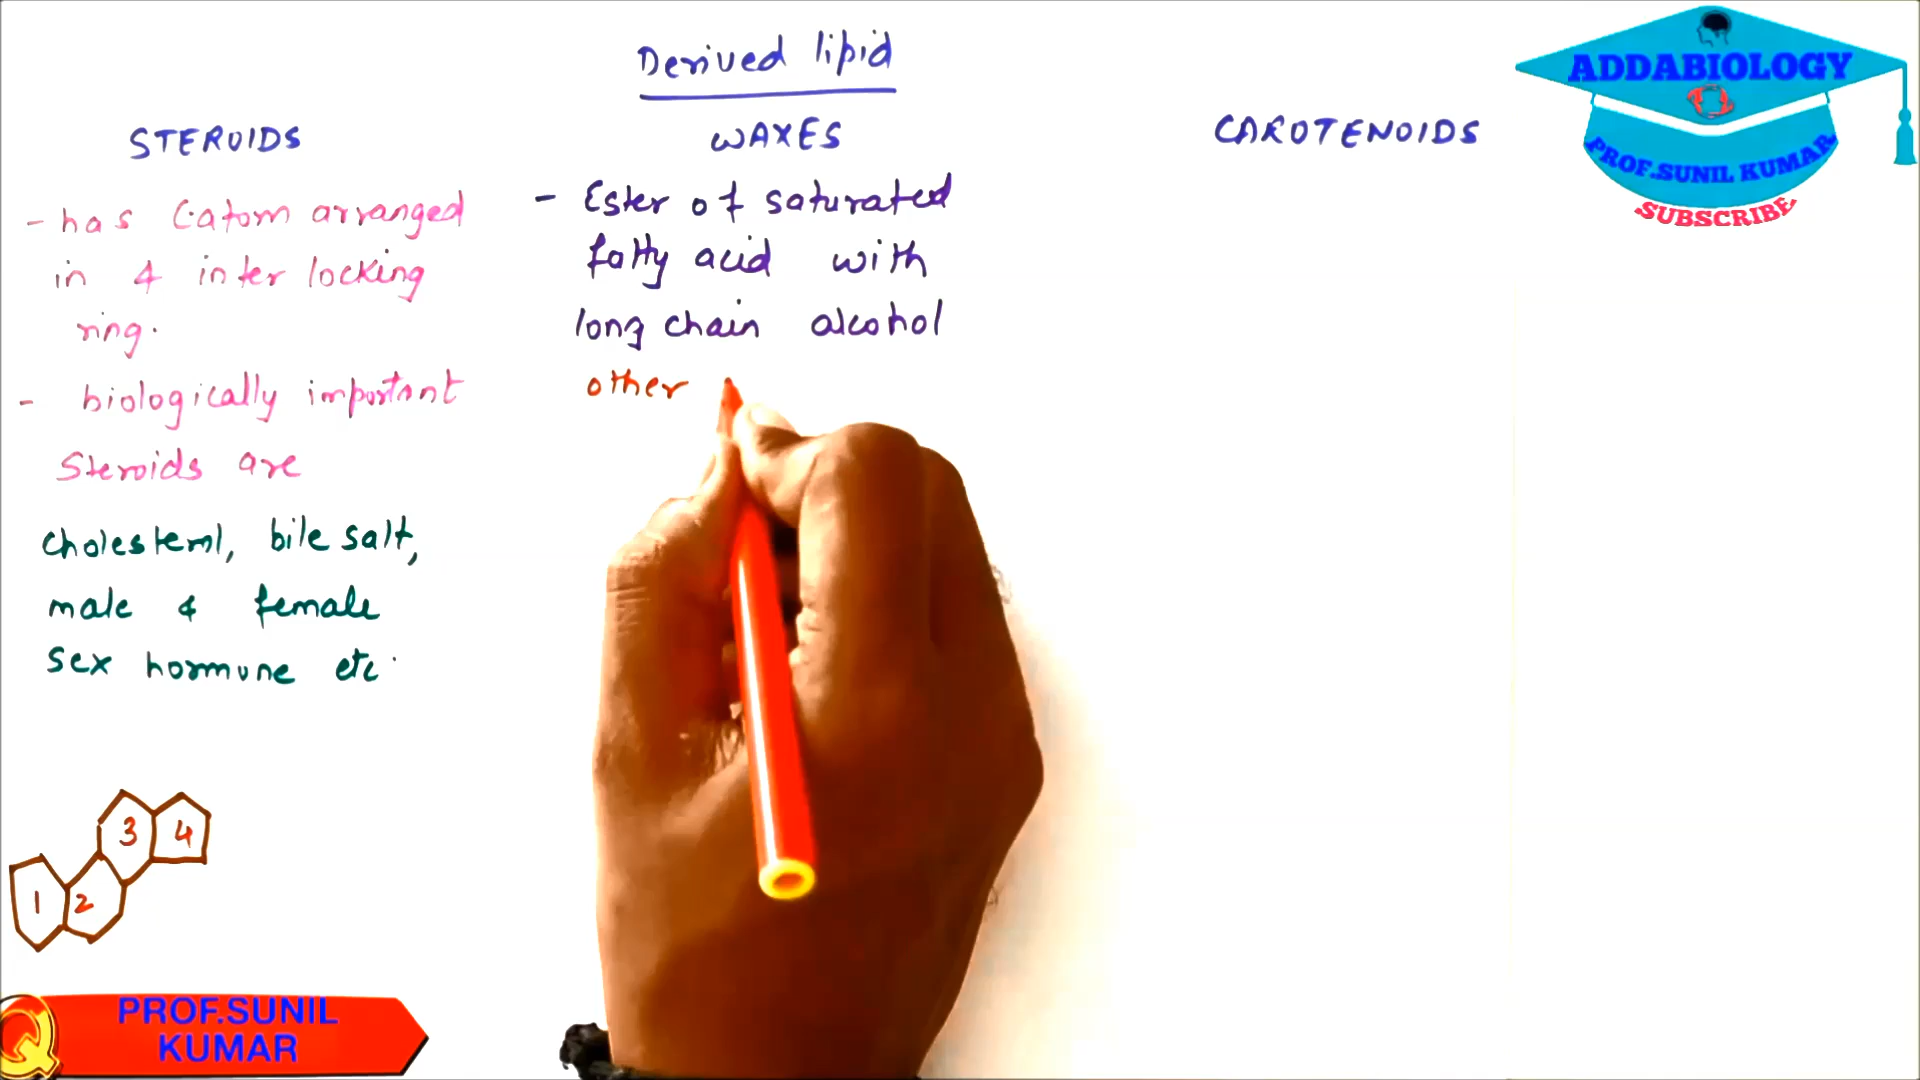 Derived lipid
STEROIDS
- has C-atom arranged
in 4 inter locking
ring.
- biologically important
Steroids are
cholesterol, bile salt,
male & female
sex hormone etc.
1 2 3 4
WAXES
- Ester of saturated
fatty acid with
long chain alcohol
other
CAROTENOIDS
ADDABIOLOGY
PROF.SUNIL KUMAR
SUBSCRIBE
PROF.SUNIL
KUMAR